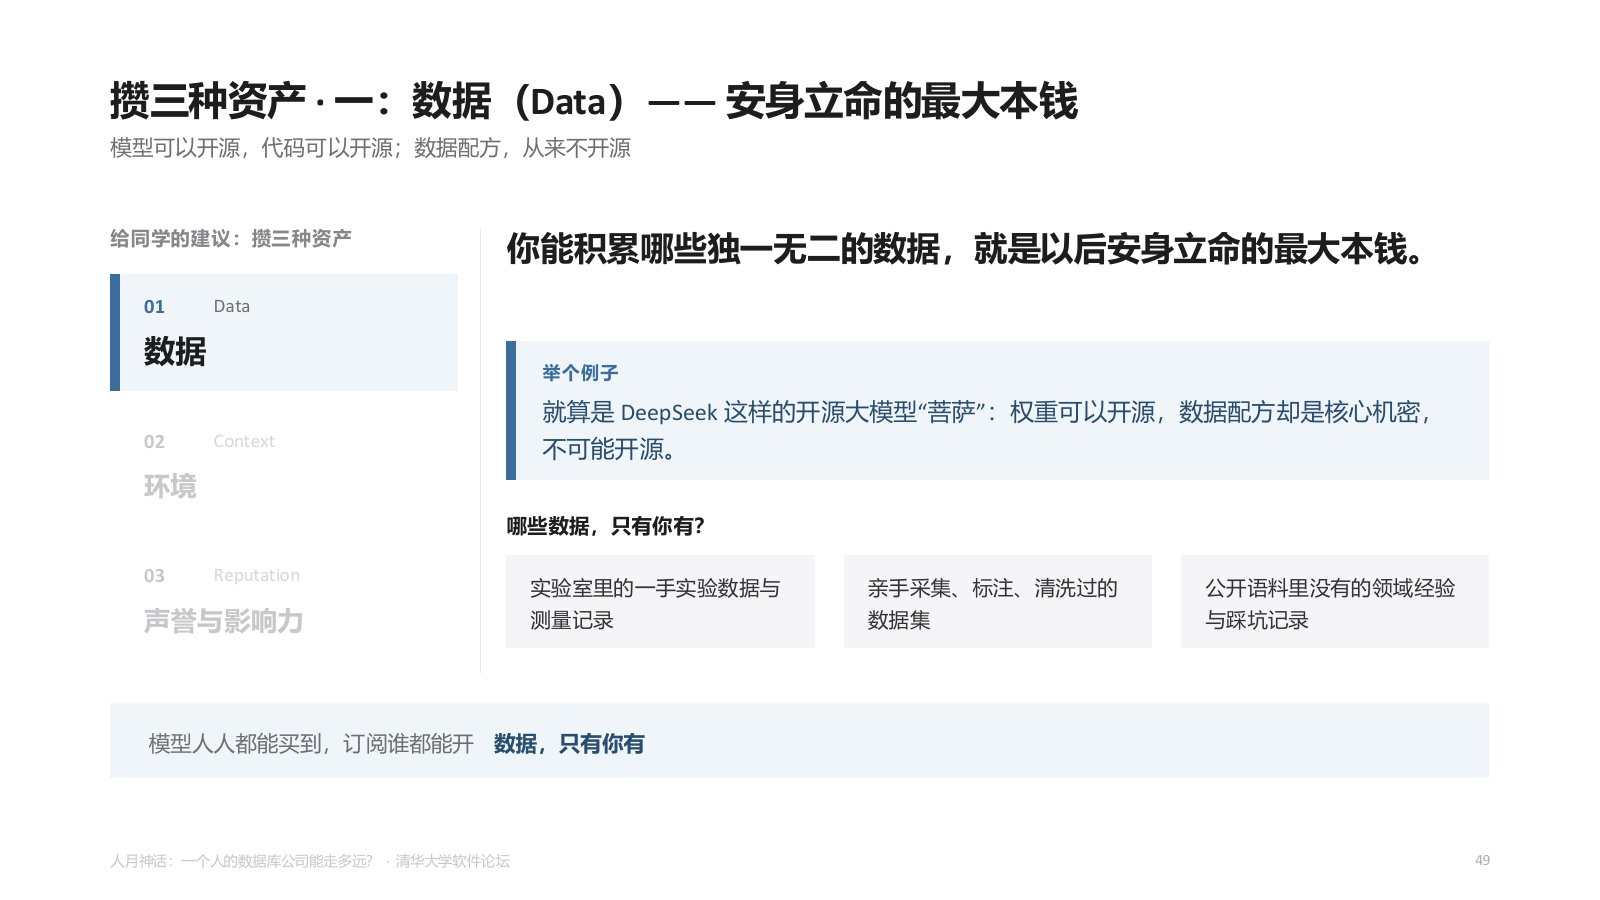 攒三种资产 · 一：数据（Data）—— 安身立命的最大本钱
模型可以开源，代码可以开源；数据配方，从来不开源
给同学的建议：攒三种资产
01 Data
数据
02 Context
环境
03 Reputation
声誉与影响力
你能积累哪些独一无二的数据，就是以后安身立命的最大本钱。
举个例子
就算是 DeepSeek 这样的开源大模型“菩萨”：权重可以开源，数据配方却是核心机密，
不可能开源。
哪些数据，只有你有？
实验室里的一手实验数据与
测量记录
亲手采集、标注、清洗过的
数据集
公开语料里没有的领域经验
与踩坑记录
模型人人都能买到，订阅谁都能开 数据，只有你有
人月神话：一个人的数据库公司能走多远？ · 清华大学软件论坛
49